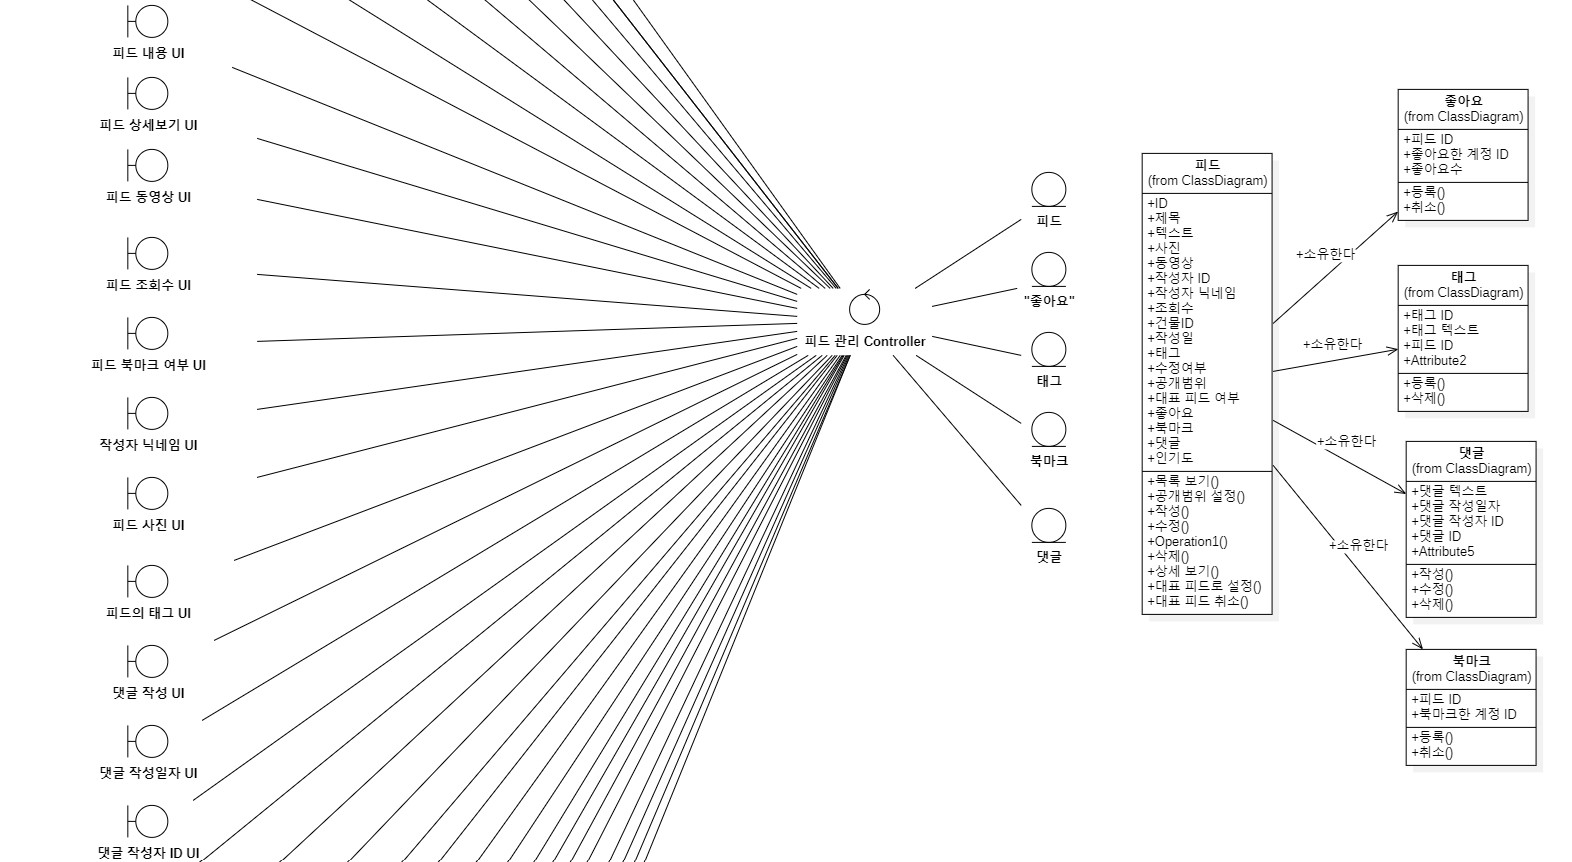 피드 내용 UI
피드 상세보기 UI
피드 동영상 UI
피드 조회수 UI
피드 북마크 여부 UI
작성자 닉네임 UI
피드 사진 UI
피드의 태그 UI
댓글 작성 UI
댓글 작성일자 UI
댓글 작성자 ID UI
피드 관리 Controller
피드
"좋아요"
태그
북마크
댓글
피드
(from ClassDiagram)
+ID
+제목
+텍스트
+사진
+동영상
+작성자 ID
+작성자 닉네임
+조회수
+건물ID
+작성일
+태그
+수정여부
+공개범위
+대표 피드 여부
+좋아요
+북마크
+댓글
+인기도
+목록 보기()
+공개범위 설정()
+작성()
+수정()
+Operation1()
+삭제()
+상세 보기()
+대표 피드로 설정()
+대표 피드 취소()
+소유한다
+소유한다
+소유한다
+소유한다
좋아요
(from ClassDiagram)
+피드 ID
+좋아요한 계정 ID
+좋아요수
+등록()
+취소()
태그
(from ClassDiagram)
+태그 ID
+태그 텍스트
+피드 ID
+Attribute2
+등록()
+삭제()
댓글
(from ClassDiagram)
+댓글 텍스트
+댓글 작성일자
+댓글 작성자 ID
+댓글 ID
+Attribute5
+작성()
+수정()
+삭제()
북마크
(from ClassDiagram)
+피드 ID
+북마크한 계정 ID
+등록()
+취소()